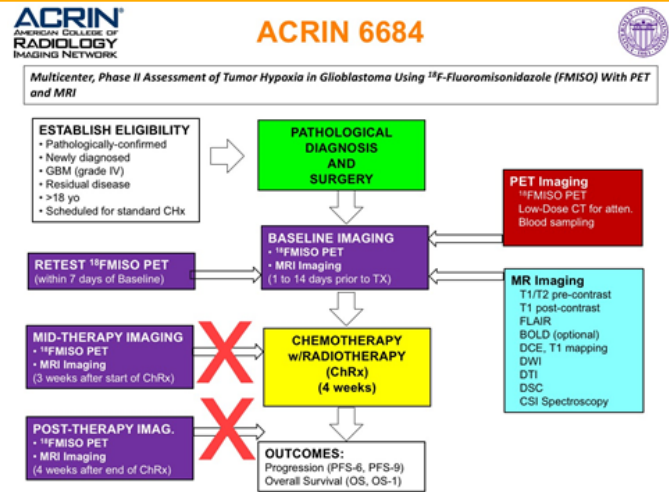 ACRIN®
AMERICAN COLLEGE OF
RADIOLOGY
IMAGING NETWORK
ACRIN 6684
UNIVERSITY OF WASHINGTON
Multicenter, Phase II Assessment of Tumor Hypoxia in Glioblastoma Using ¹⁸F-Fluoromisonidazole (FMISO) With PET
and MRI
ESTABLISH ELIGIBILITY
• Pathologically-confirmed
• Newly diagnosed
• GBM (grade IV)
• Residual disease
• >18 yo
• Scheduled for standard CHx
PATHOLOGICAL
DIAGNOSIS
AND
SURGERY
PET Imaging
¹⁸FMISO PET
Low-Dose CT for atten.
Blood sampling
BASELINE IMAGING
• ¹⁸FMISO PET
• MRI Imaging
(1 to 14 days prior to TX)
RETEST ¹⁸FMISO PET
(within 7 days of Baseline)
MR Imaging
T1/T2 pre-contrast
T1 post-contrast
FLAIR
BOLD (optional)
DCE, T1 mapping
DWI
DTI
DSC
CSI Spectroscopy
MID-THERAPY IMAGING
• ¹⁸FMISO PET
• MRI Imaging
(3 weeks after start of ChRx)
X
CHEMOTHERAPY
w/RADIOTHERAPY
(ChRx)
(4 weeks)
POST-THERAPY IMAG.
• ¹⁸FMISO PET
• MRI Imaging
(4 weeks after end of ChRx)
X
OUTCOMES:
Progression (PFS-6, PFS-9)
Overall Survival (OS, OS-1)